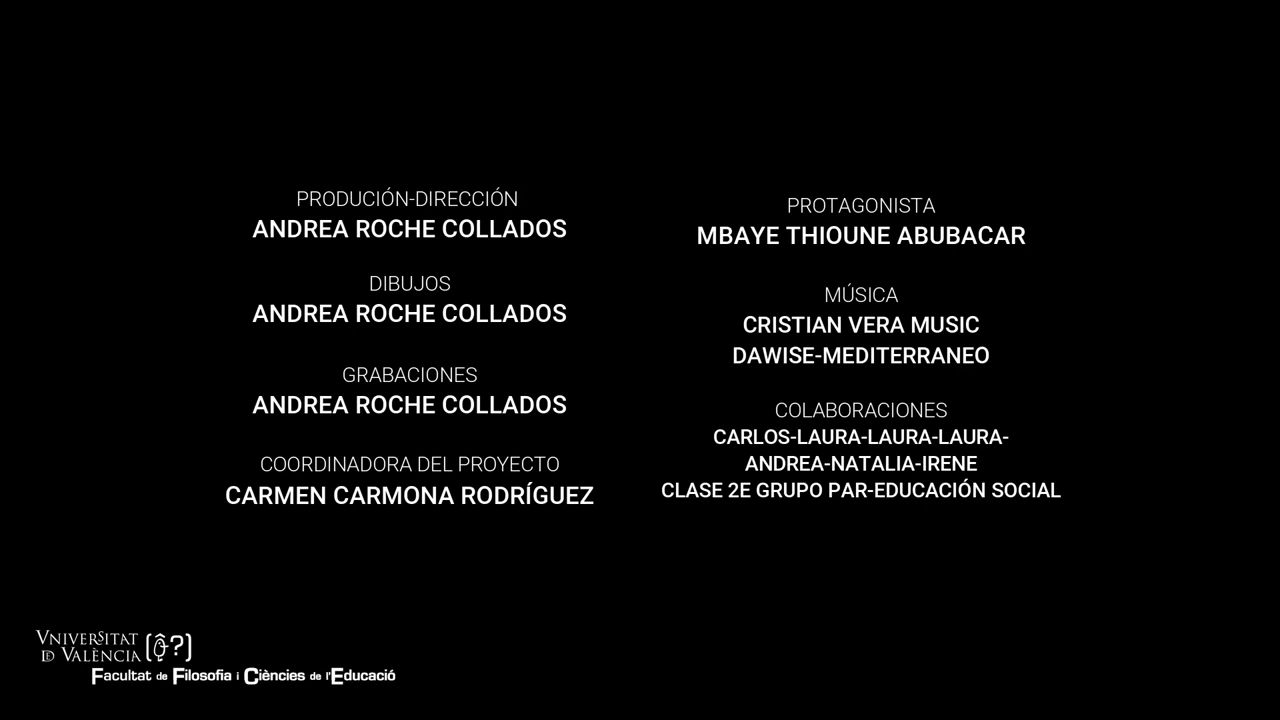 PRODUCIÓN-DIRECCIÓN
ANDREA ROCHE COLLADOS
DIBUJOS
ANDREA ROCHE COLLADOS
GRABACIONES
ANDREA ROCHE COLLADOS
COORDINADORA DEL PROYECTO
CARMEN CARMONA RODRÍGUEZ
PROTAGONISTA
MBAYE THIOUNE ABUBACAR
MÚSICA
CRISTIAN VERA MUSIC
DAWISE-MEDITERRANEO
COLABORACIONES
CARLOS-LAURA-LAURA-LAURA-
ANDREA-NATALIA-IRENE
CLASE 2E GRUPO PAR-EDUCACIÓN SOCIAL
VNIVERSITAT
DE VALÈNCIA
Facultat de Filosofia i Ciències de l'Educació